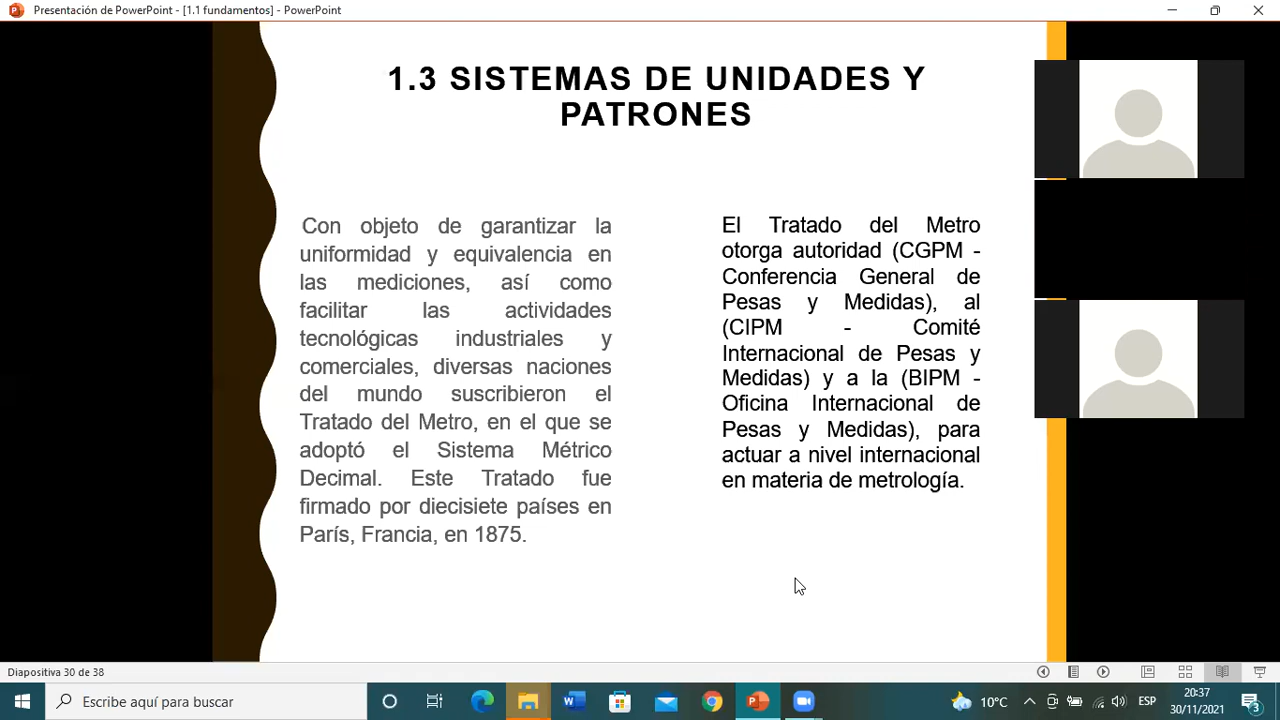 Presentación de PowerPoint - [1.1 fundamentos] - PowerPoint
1.3 SISTEMAS DE UNIDADES Y
PATRONES
Con objeto de garantizar la
uniformidad y equivalencia en
las mediciones, así como
facilitar las actividades
tecnológicas industriales y
comerciales, diversas naciones
del mundo suscribieron el
Tratado del Metro, en el que se
adoptó el Sistema Métrico
Decimal. Este Tratado fue
firmado por diecisiete países en
París, Francia, en 1875.
El Tratado del Metro
otorga autoridad (CGPM -
Conferencia General de
Pesas y Medidas), al
(CIPM - Comité
Internacional de Pesas y
Medidas) y a la (BIPM -
Oficina Internacional de
Pesas y Medidas), para
actuar a nivel internacional
en materia de metrología.
Diapositiva 30 de 38
Escribe aquí para buscar
10°C
ESP
20:37
30/11/2021
3